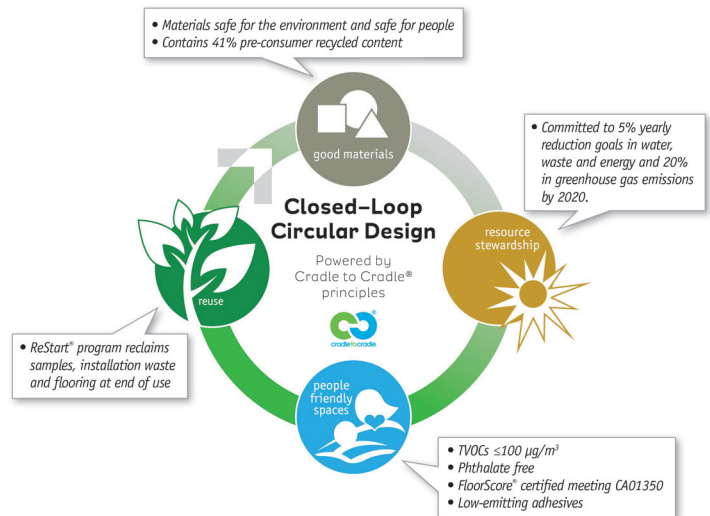 • Materials safe for the environment and safe for people
• Contains 41% pre-consumer recycled content
good materials
• Committed to 5% yearly
reduction goals in water,
waste and energy and 20%
in greenhouse gas emissions
by 2020.
resource
stewardship
Closed–Loop
Circular Design
Powered by
Cradle to Cradle®
principles
®
cradletocradle
reuse
• ReStart® program reclaims
samples, installation waste
and flooring at end of use
people
friendly
spaces
• TVOCs ≤100 µg/m³
• Phthalate free
• FloorScore® certified meeting CA01350
• Low-emitting adhesives